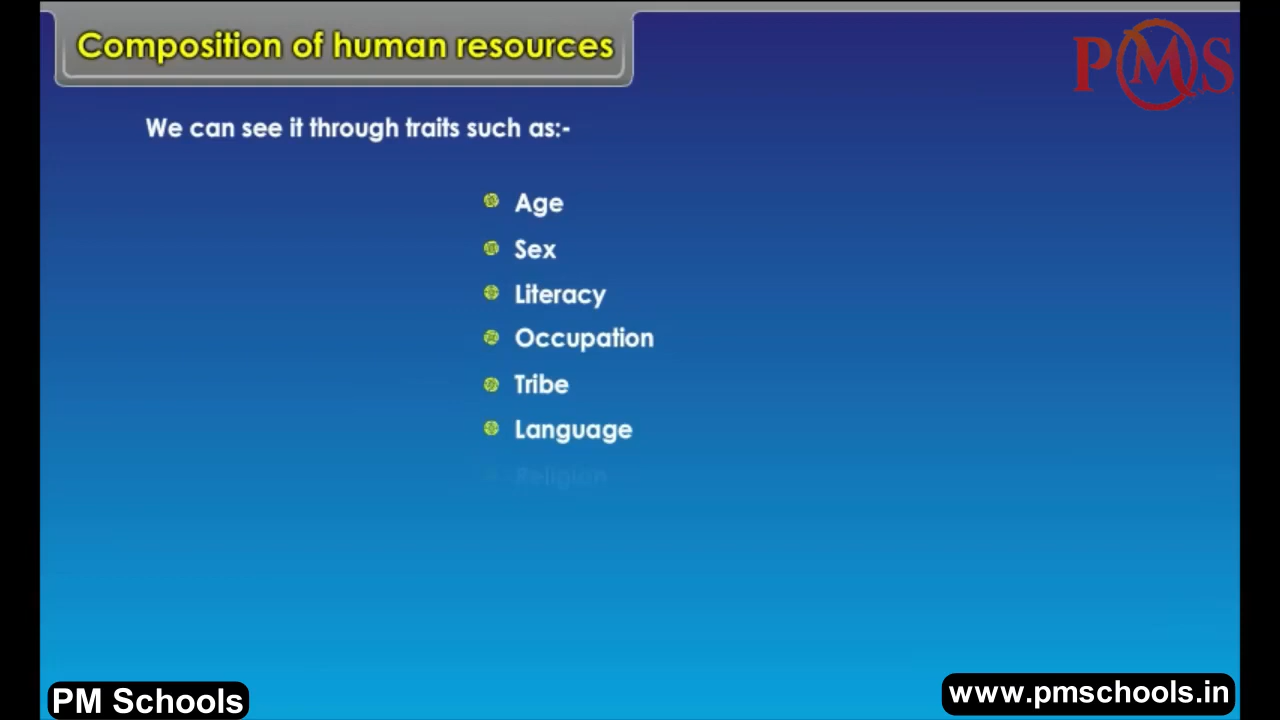 Composition of human resources
PMS
We can see it through traits such as:-
Age
Sex
Literacy
Occupation
Tribe
Language
Religion
PM Schools
www.pmschools.in